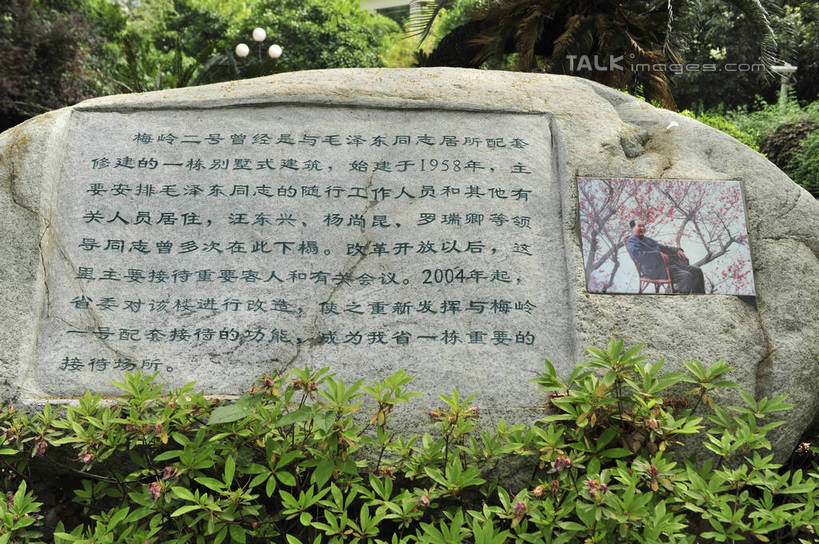 TALKimages.com
梅岭二号曾经是与毛泽东同志居所配套
修建的一栋别墅式建筑，始建于1958年，主
要安排毛泽东同志的随行工作人员和其他有
关人员居住，汪东兴、杨尚昆、罗瑞卿等领
导同志曾多次在此下榻。改革开放以后，这
里主要接待重要客人和有关会议。2004年起，
省委对该楼进行改造，使之重新发挥与梅岭
一号配套接待的功能，成为我省一栋重要的
接待场所。